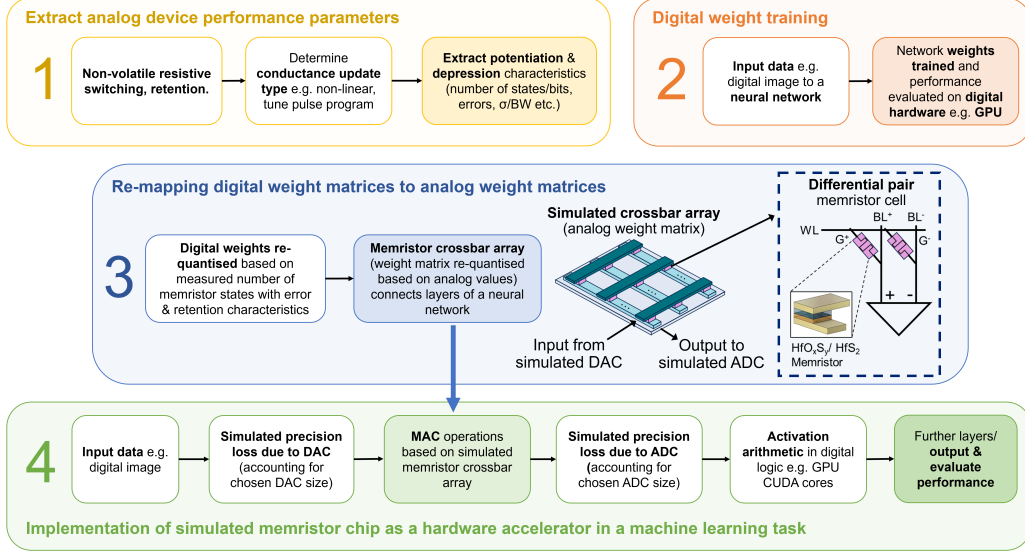 Extract analog device performance parameters
1
Non-volatile resistive
switching, retention.
Determine
conductance update
type e.g. non-linear,
tune pulse program
Extract potentiation &
depression characteristics
(number of states/bits,
errors, σ/BW etc.)
Digital weight training
2
Input data e.g.
digital image to a
neural network
Network weights
trained and
performance
evaluated on digital
hardware e.g. GPU
Re-mapping digital weight matrices to analog weight matrices
3
Digital weights re-
quantised based on
measured number of
memristor states with error
& retention characteristics
Memristor crossbar array
(weight matrix re-quantised
based on analog values)
connects layers of a neural
network
Simulated crossbar array
(analog weight matrix)
Input from
simulated DAC
Output to
simulated ADC
Differential pair
memristor cell
BL⁺ BL⁻
WL
G⁺ G⁻
+ -
HfOₓSᵧ/ HfS₂
Memristor
4
Input data e.g.
digital image
Simulated precision
loss due to DAC
(accounting for
chosen DAC size)
MAC operations
based on simulated
memristor crossbar
array
Simulated precision
loss due to ADC
(accounting for
chosen ADC size)
Activation
arithmetic in digital
logic e.g. GPU
CUDA cores
Further layers/
output &
evaluate
performance
Implementation of simulated memristor chip as a hardware accelerator in a machine learning task